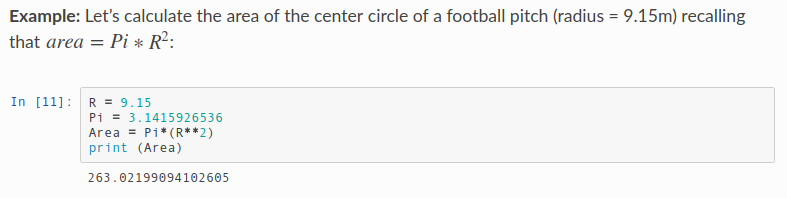 Example: Let's calculate the area of the center circle of a football pitch (radius = 9.15m) recalling
that area = Pi ∗ R²:
In [11]: R = 9.15
Pi = 3.1415926536
Area = Pi*(R**2)
print (Area)
263.02199094102605